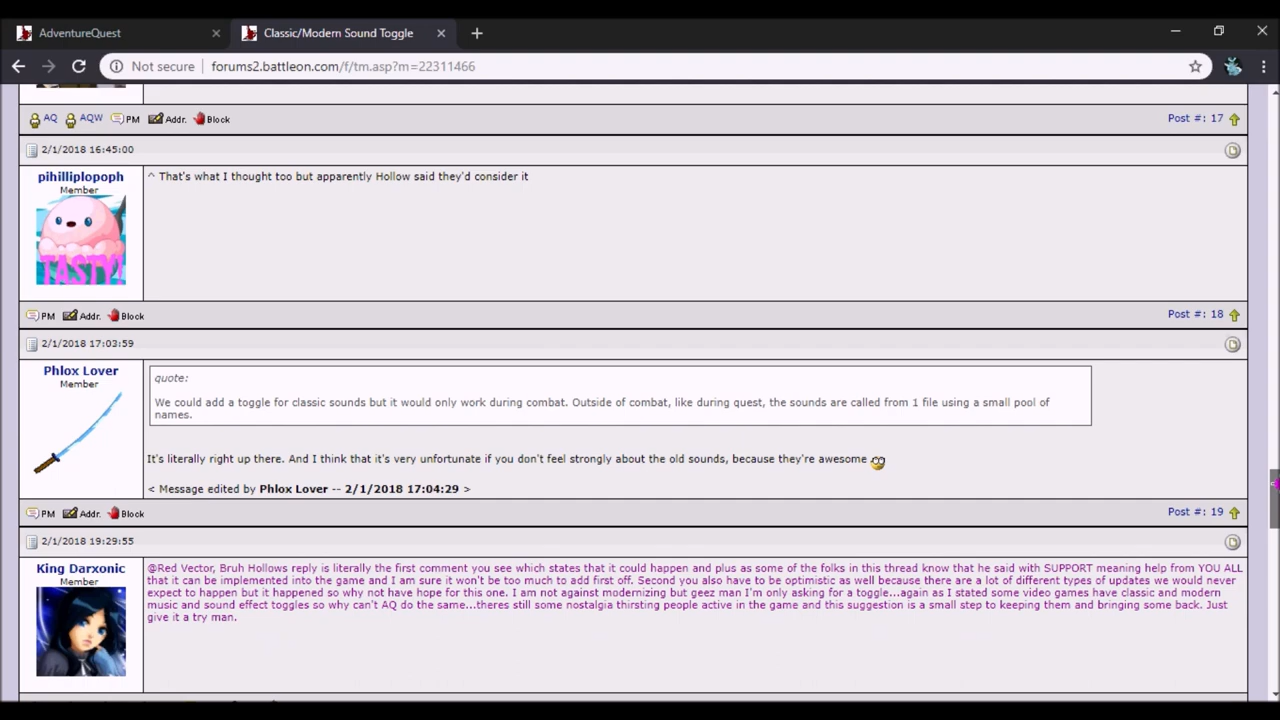 AdventureQuest
Classic/Modern Sound Toggle
Not secure forums2.battleon.com/f/tm.asp?m=22311466
AQ AQW PM Addr. Block Post #: 17
2/1/2018 16:45:00
pihilliplopoph
Member
TASTY!
^ That's what I thought too but apparently Hollow said they'd consider it
PM Addr. Block Post #: 18
2/1/2018 17:03:59
Phlox Lover
Member
quote:
We could add a toggle for classic sounds but it would only work during combat. Outside of combat, like during quest, the sounds are called from 1 file using a small pool of
names.
It's literally right up there. And I think that it's very unfortunate if you don't feel strongly about the old sounds, because they're awesome
< Message edited by Phlox Lover -- 2/1/2018 17:04:29 >
PM Addr. Block Post #: 19
2/1/2018 19:29:55
King Darxonic
Member
@Red Vector, Bruh Hollows reply is literally the first comment you see which states that it could happen and plus as some of the folks in this thread know that he said with SUPPORT meaning help from YOU ALL
that it can be implemented into the game and I am sure it won't be too much to add first off. Second you also have to be optimistic as well because there are a lot of different types of updates we would never
expect to happen but it happened so why not have hope for this one. I am not against modernizing but geez man I'm only asking for a toggle...again as I stated some video games have classic and modern
music and sound effect toggles so why can't AQ do the same...theres still some nostalgia thirsting people active in the game and this suggestion is a small step to keeping them and bringing some back. Just
give it a try man.